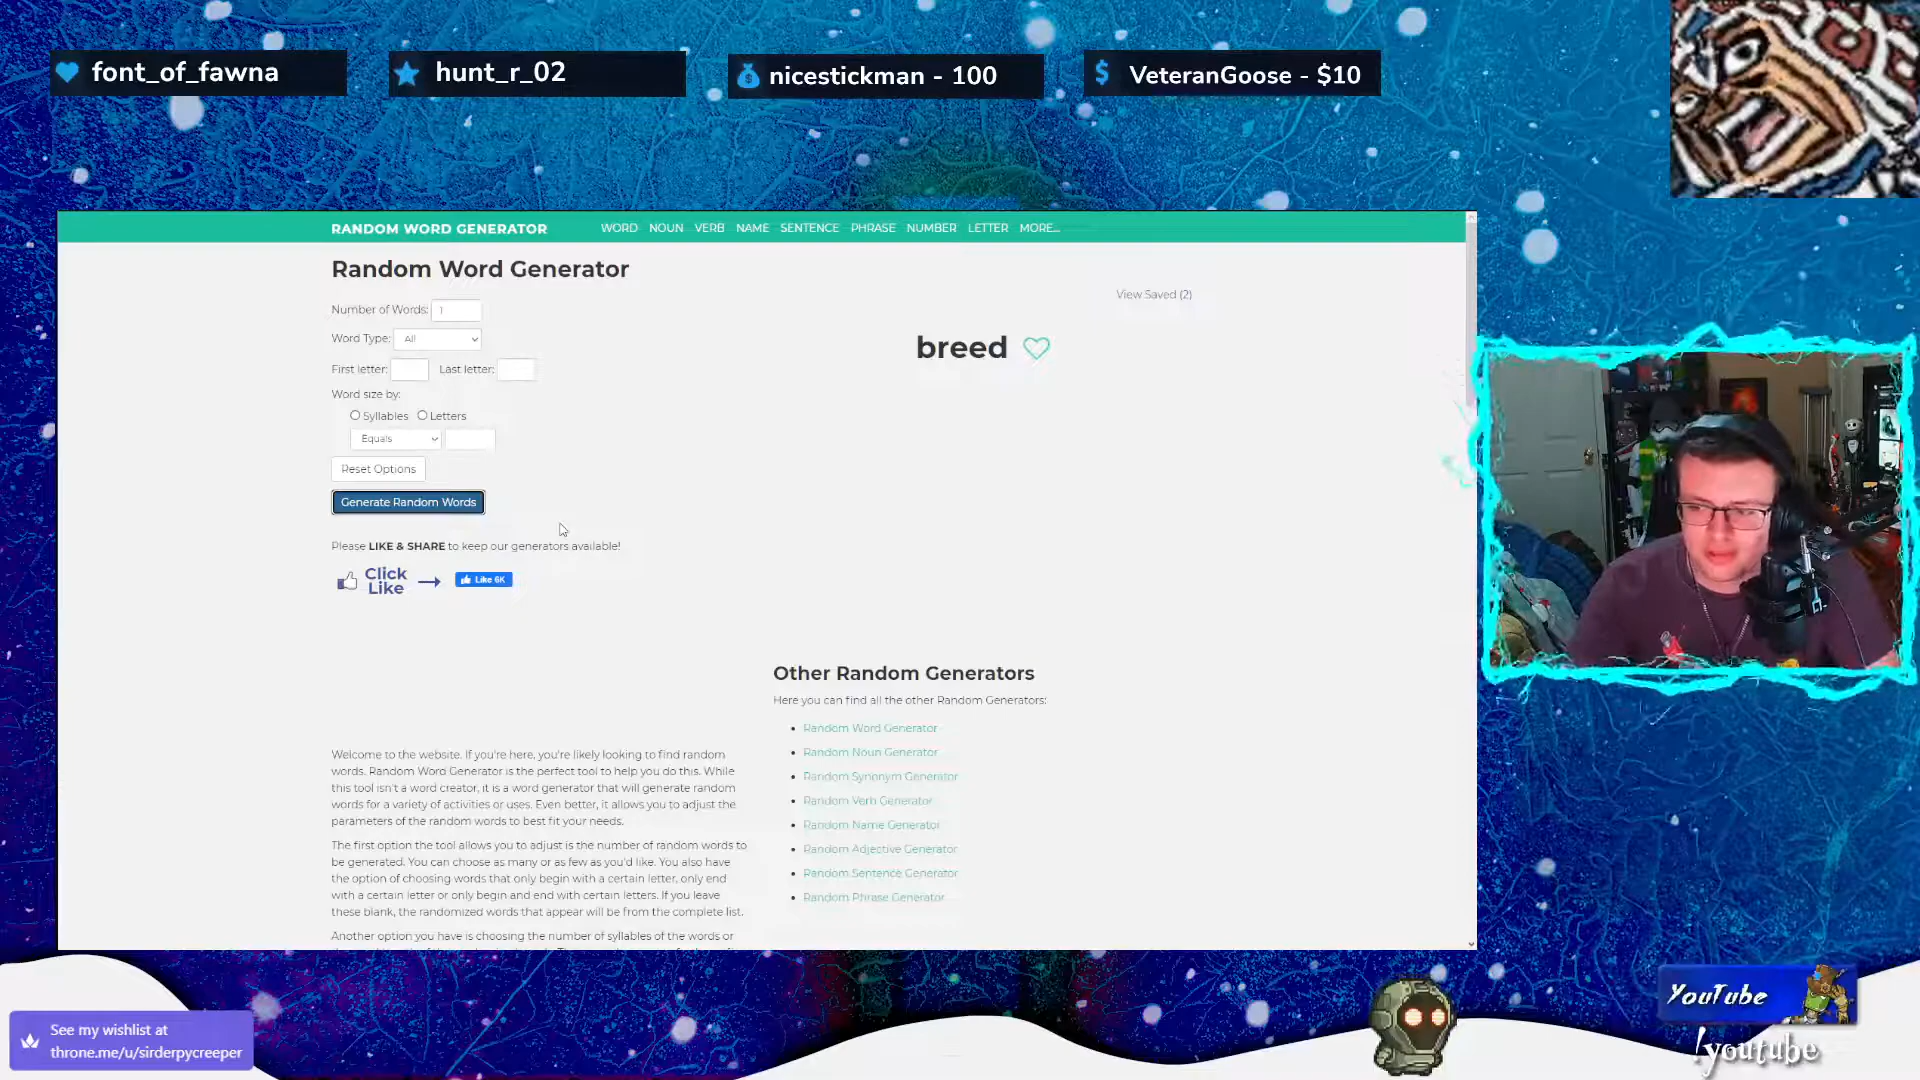 font_of_fawna
hunt_r_02
nicestickman - 100
VeteranGoose - $10
RANDOM WORD GENERATOR
WORD NOUN VERB NAME SENTENCE PHRASE NUMBER LETTER MORE...
Random Word Generator
View Saved (2)
Number of Words: 1
Word Type: All
First letter: Last letter:
Word size by:
Syllables Letters
Equals
Reset Options
Generate Random Words
breed
Please LIKE & SHARE to keep our generators available!
Click
Like
Like 6K
Welcome to the website. If you're here, you're likely looking to find random
words. Random Word Generator is the perfect tool to help you do this. While
this tool isn't a word creator, it is a word generator that will generate random
words for a variety of activities or uses. Even better, it allows you to adjust the
parameters of the random words to best fit your needs.
The first option the tool allows you to adjust is the number of random words to
be generated. You can choose as many or as few as you'd like. You also have
the option of choosing words that only begin with a certain letter, only end
with a certain letter or only begin and end with certain letters. If you leave
these blank, the randomized words that appear will be from the complete list.
Another option you have is choosing the number of syllables of the words or
Other Random Generators
Here you can find all the other Random Generators:
Random Word Generator
Random Noun Generator
Random Synonym Generator
Random Verb Generator
Random Name Generator
Random Adjective Generator
Random Sentence Generator
Random Phrase Generator
See my wishlist at
throne.me/u/sirderpycreeper
YouTube
!youtube